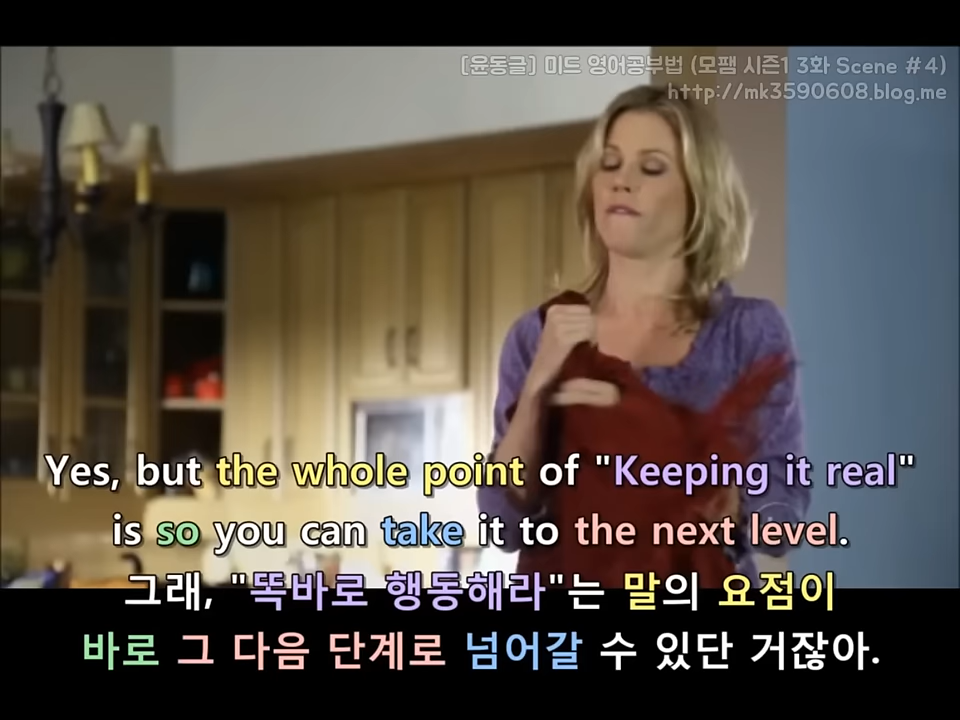 [윤동글] 미드 영어공부법 (모팸 시즌1 3화 Scene #4)
http://mk3590608.blog.me
Yes, but the whole point of "Keeping it real"
is so you can take it to the next level.
그래, "똑바로 행동해라"는 말의 요점이
바로 그 다음 단계로 넘어갈 수 있단 거잖아.